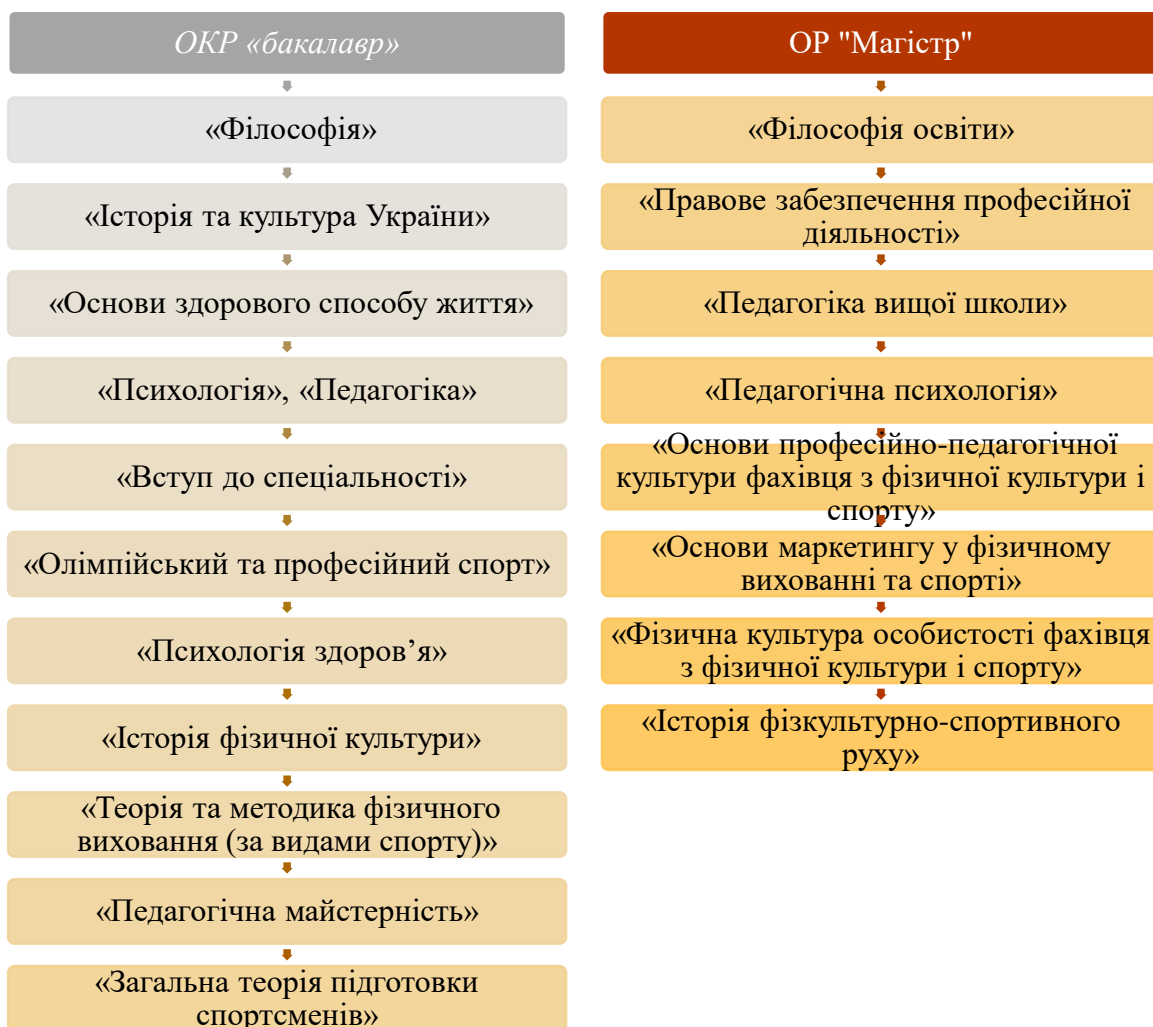 ОКР «бакалавр»
«Філософія»
«Історія та культура України»
«Основи здорового способу життя»
«Психологія», «Педагогіка»
«Вступ до спеціальності»
«Олімпійський та професійний спорт»
«Психологія здоров’я»
«Історія фізичної культури»
«Теорія та методика фізичного
виховання (за видами спорту)»
«Педагогічна майстерність»
«Загальна теорія підготовки
спортсменів»
ОР "Магістр"
«Філософія освіти»
«Правове забезпечення професійної
діяльності»
«Педагогіка вищої школи»
«Педагогічна психологія»
«Основи професійно-педагогічної
культури фахівця з фізичної культури і
спорту»
«Основи маркетингу у фізичному
вихованні та спорті»
«Фізична культура особистості фахівця
з фізичної культури і спорту»
«Історія фізкультурно-спортивного
руху»